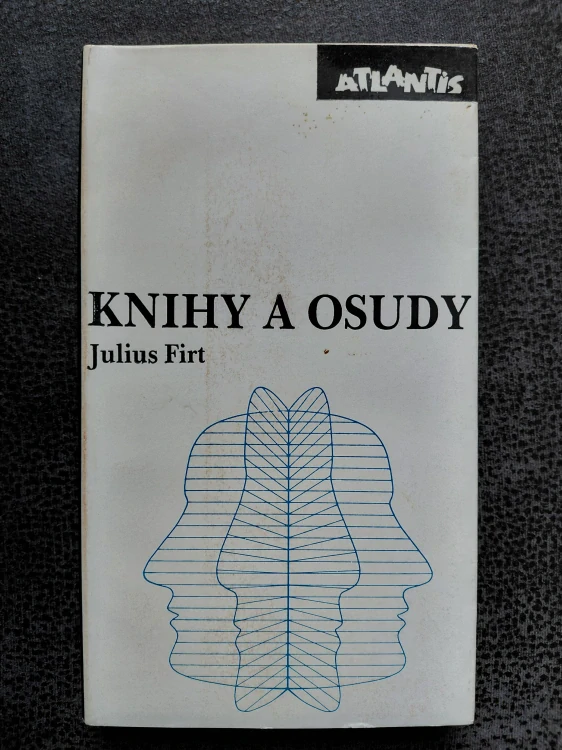 ATLANTIS
KNIHY A OSUDY
Julius Firt